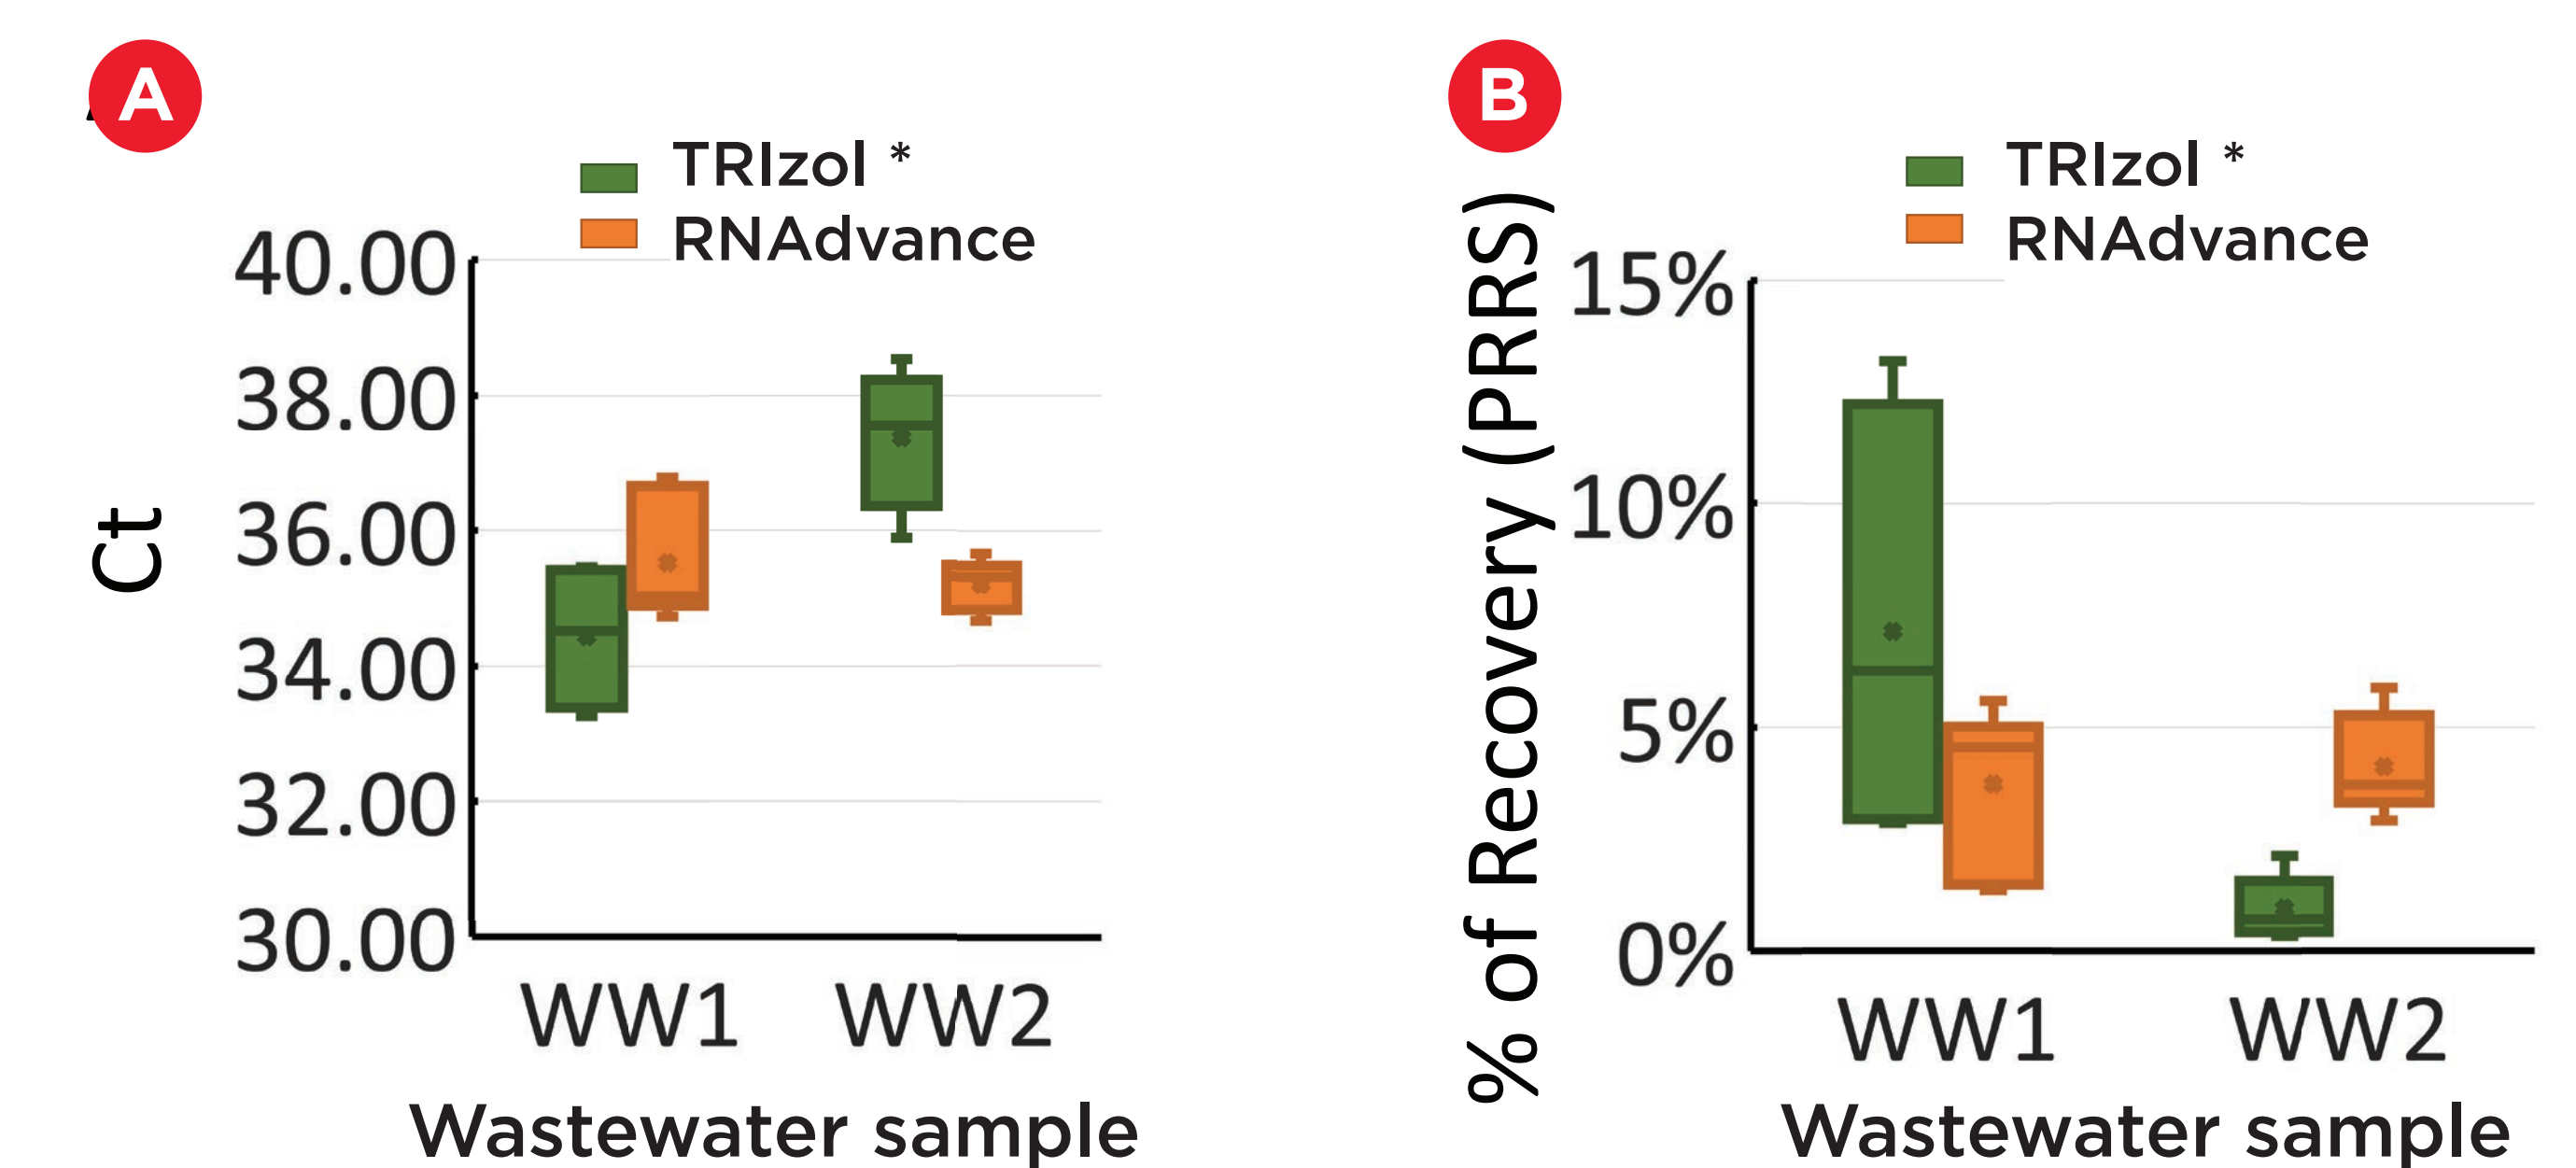 A
TRIzol *
RNAdvance
40.00
38.00
36.00
34.00
32.00
30.00
Ct
WW1 WW2
Wastewater sample
B
TRIzol *
RNAdvance
15%
10%
5%
0%
% of Recovery (PRRS)
WW1 WW2
Wastewater sample